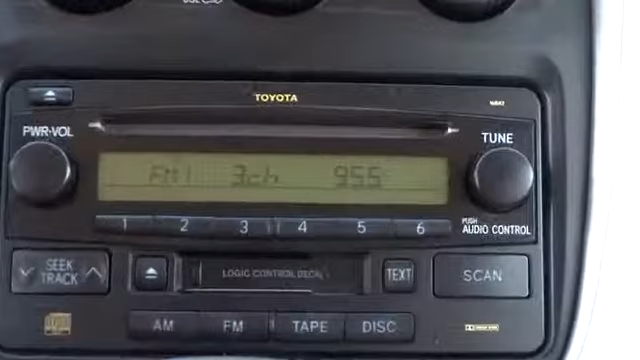 TOYOTA
PWR·VOL
TUNE
FM1 3ch 955
1 2 3 4 5 6
PUSH
AUDIO CONTROL
SEEK
TRACK
LOGIC CONTROL DECK
TEXT
SCAN
AM FM TAPE DISC